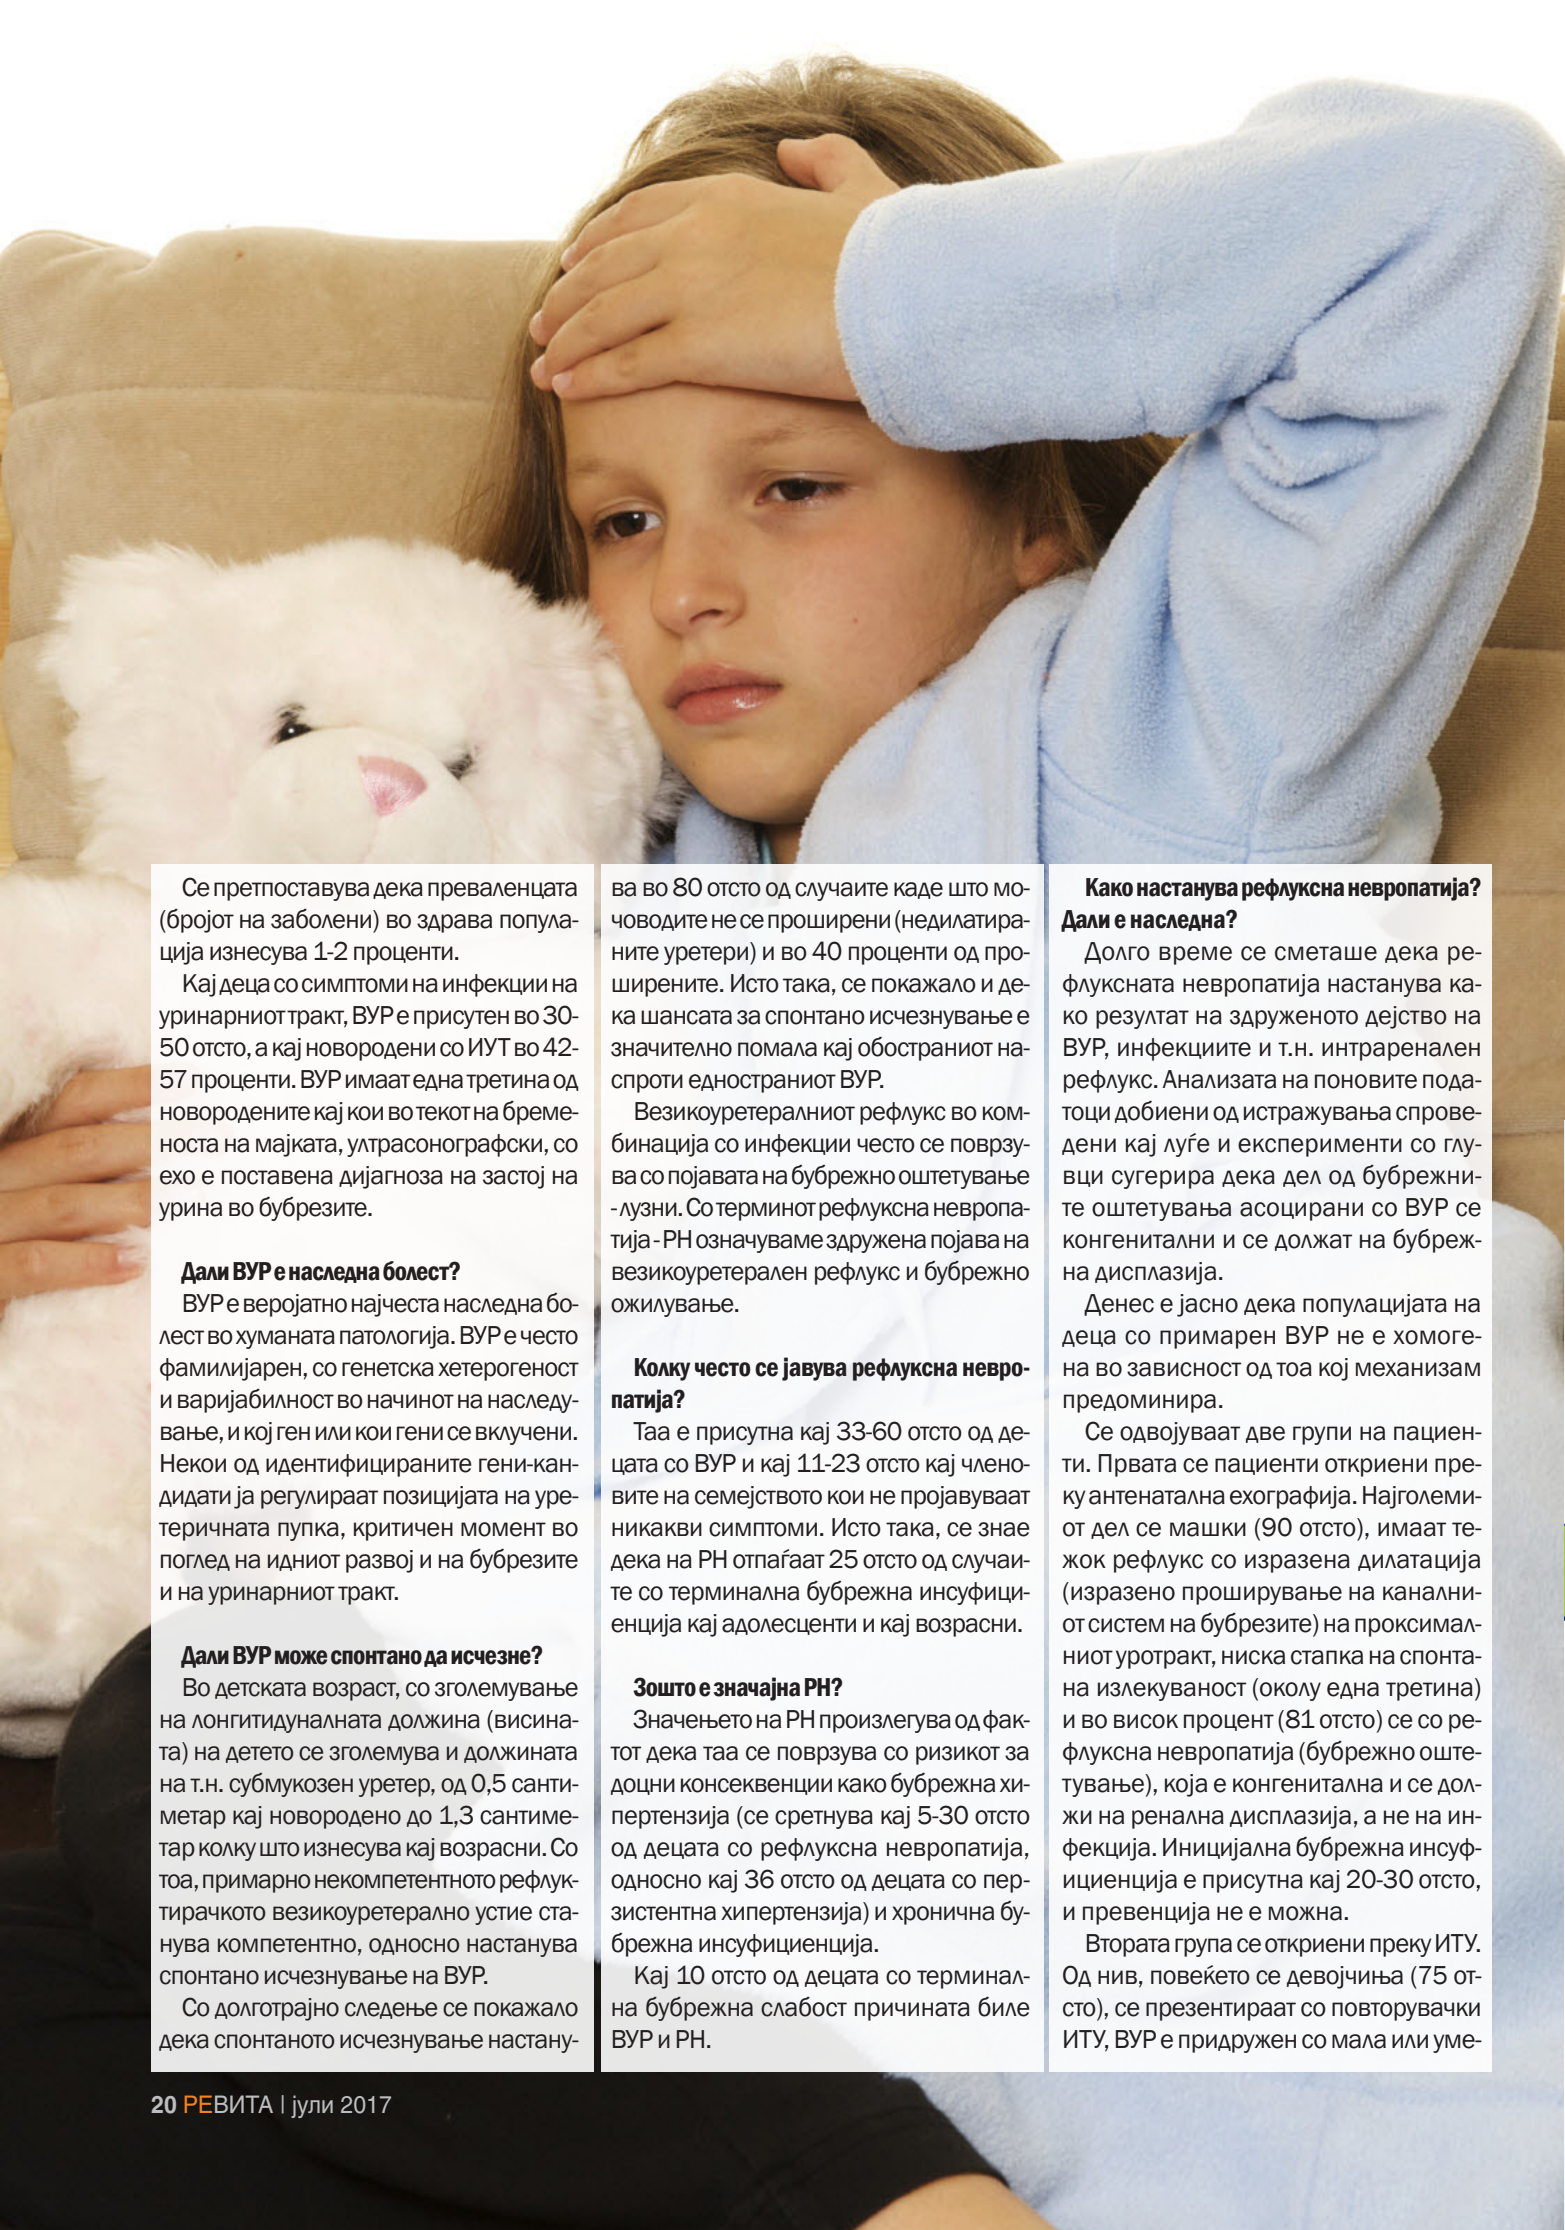 Се претпоставува дека преваленцата
(бројот на заболени) во здрава популa-
ција изнесува 1-2 проценти.
Кај деца со симптоми на инфекции на
уринарниот тракт, ВУР е присутен во 30-
50 отсто, а кај новородени со ИУТ во 42-
57 проценти. ВУР имаат една третина од
новородените кај кои во текот на бреме-
носта на мајката, ултрасонографски, со
ехо е поставена дијагноза на застој на
урина во бубрезите.
Дали ВУР е наследна болест?
ВУР е веројатно најчеста наследна бо-
лест во хуманата патологија. ВУР е често
фамилијарен, со генетска хетерогеност
и варијабилност во начинот на наследу-
вање, и кој ген или кои гени се вклучени.
Некои од идентифицираните гени-кан-
дидати ја регулираат позицијата на уре-
теричната пупка, критичен момент во
поглед на идниот развој и на бубрезите
и на уринарниот тракт.
Дали ВУР може спонтано да исчезне?
Во детската возраст, со зголемување
на лонгитидуналната должина (висина-
та) на детето се зголемува и должината
на т.н. субмукозен уретер, од 0,5 санти-
метар кај новородено до 1,3 сантиме-
тар колку што изнесува кај возрасни. Со
тоа, примарно некомпетентното рефлук-
тирачкото везикоуретерално устие ста-
нува компетентно, односно настанува
спонтано исчезнување на ВУР.
Со долготрајно следење се покажало
дека спонтаното исчезнување настану-
ва во 80 отсто од случаите каде што мо-
човодите не се проширени (недилатира-
ните уретери) и во 40 проценти од про-
ширените. Исто така, се покажало и де-
ка шансата за спонтано исчезнување е
значително помала кај обостраниот на-
спроти едностраниот ВУР.
Везикоуретералниот рефлукс во ком-
бинација со инфекции често се поврзу-
ва со појавата на бубрежно оштетување
- лузни. Со терминот рефлуксна невропа-
тија - РН означуваме здружена појава на
везикоуретерален рефлукс и бубрежно
ожилување.
Колку често се јавува рефлуксна невро-
патија?
Таа е присутна кај 33-60 отсто од де-
цата со ВУР и кај 11-23 отсто кај члено-
вите на семејството кои не пројавуваат
никакви симптоми. Исто така, се знае
дека на РН отпаѓаат 25 отсто од случаи-
те со терминална бубрежна инсуфици-
енција кај адолесценти и кај возрасни.
Зошто е значајна РН?
Значењето на РН произлегува од фак-
тот дека таа се поврзува со ризикот за
доцни консеквенции како бубрежна хи-
пертензија (се сретнува кај 5-30 отсто
од децата со рефлуксна невропатија,
односно кај 36 отсто од децата со пер-
зистентна хипертензија) и хронична бу-
брежна инсуфициенција.
Кај 10 отсто од децата со терминал-
на бубрежна слабост причината биле
ВУР и РН.
Како настанува рефлуксна невропатија?
Дали е наследна?
Долго време се сметаше дека ре-
флуксната невропатија настанува ка-
ко резултат на здруженото дејство на
ВУР, инфекциите и т.н. интраренален
рефлукс. Анализата на поновите пода-
тоци добиени од истражувања спрове-
дени кај луѓе и експерименти со глу-
вци сугерира дека дел од бубрежни-
те оштетувања асоцирани со ВУР се
конгенитални и се должат на бубреж-
на дисплазија.
Денес е јасно дека популацијата на
деца со примарен ВУР не е хомоге-
на во зависност од тоа кој механизам
предоминира.
Се одвојуваат две групи на пациен-
ти. Првата се пациенти откриени пре-
ку антенатална ехографија. Најголеми-
от дел се машки (90 отсто), имаат те-
жок рефлукс со изразена дилатација
(изразено проширување на канални-
от систем на бубрезите) на проксимал-
ниот уротракт, ниска стапка на спонта-
на излекуваност (околу една третина)
и во висок процент (81 отсто) се со ре-
флуксна невропатија (бубрежно оште-
тување), која е конгенитална и се дол-
жи на ренална дисплазија, а не на ин-
фекција. Иницијална бубрежна инсуф-
ициенција е присутна кај 20-30 отсто,
и превенција не е можна.
Втората група се откриени преку ИТУ.
Од нив, повеќето се девојчиња (75 от-
сто), се презентираат со повторувачки
ИТУ, ВУР е придружен со мала или уме-
20 РЕВИТА | јули 2017